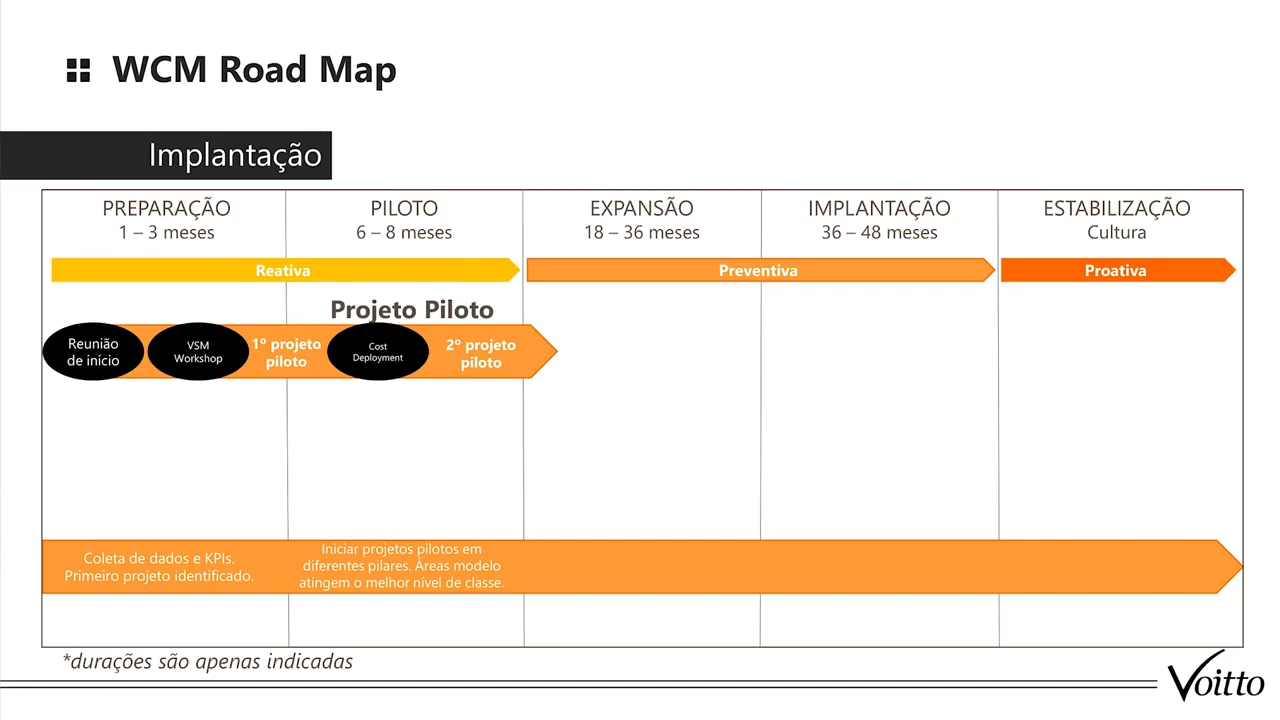 WCM Road Map
Implantação
PREPARAÇÃO
1 – 3 meses
PILOTO
6 – 8 meses
EXPANSÃO
18 – 36 meses
IMPLANTAÇÃO
36 – 48 meses
ESTABILIZAÇÃO
Cultura
Reativa
Preventiva
Proativa
Projeto Piloto
Reunião
de início
VSM
Workshop
1º projeto
piloto
Cost
Deployment
2º projeto
piloto
Coleta de dados e KPIs.
Primeiro projeto identificado.
Iniciar projetos pilotos em
diferentes pilares. Áreas modelo
atingem o melhor nível de classe.
*durações são apenas indicadas
Voitto